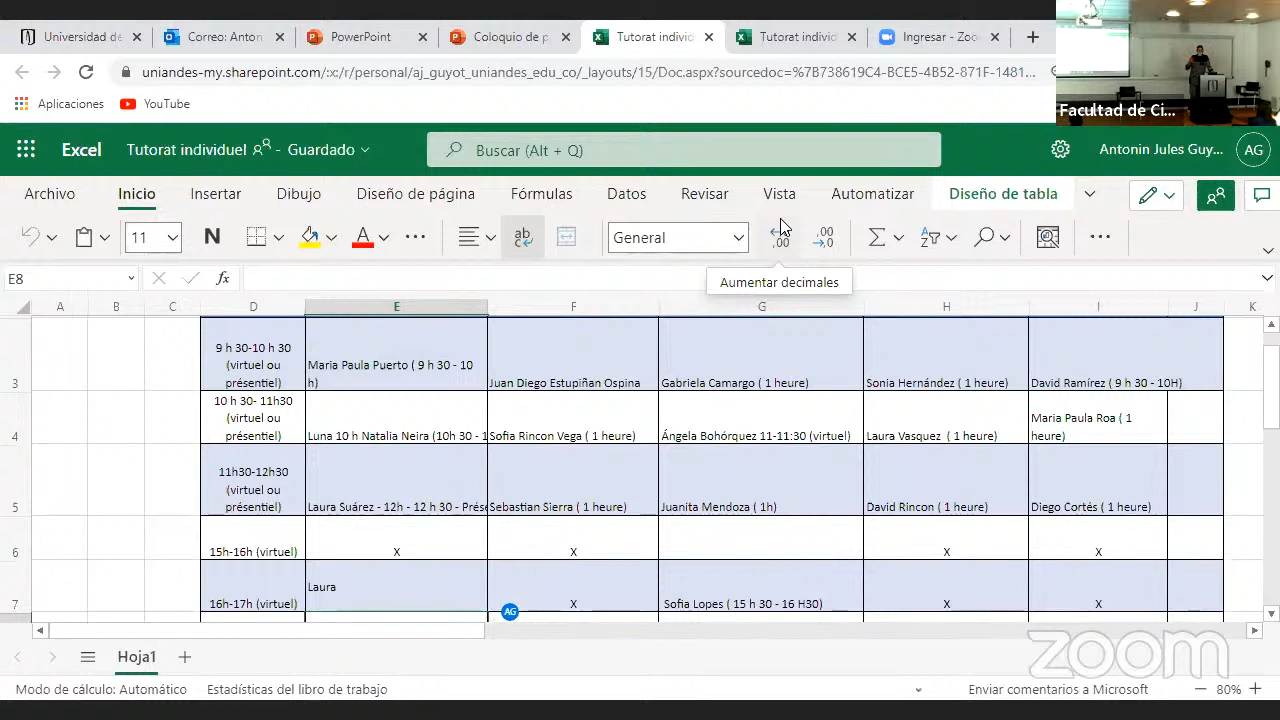 Universidad de
Correo: Anton
PowerPoint
Coloquio de p
Tutorat individ
Tutorat individ
Ingresar - Zoo
uniandes-my.sharepoint.com/:x:/r/personal/aj_guyot_uniandes_edu_co/_layouts/15/Doc.aspx?sourcedoc=%7B738619C4-BCE5-4B52-871F-1481...
Aplicaciones
YouTube
Facultad de Ci...
Excel
Tutorat individuel - Guardado
Buscar (Alt + Q)
Antonin Jules Guy...
AG
Archivo
Inicio
Insertar
Dibujo
Diseño de página
Fórmulas
Datos
Revisar
Vista
Automatizar
Diseño de tabla
11
N
A
ab
General
Aumentar decimales
E8
fx
A B C D E F G H I J K
3
9 h 30-10 h 30
(virtuel ou
présentiel)
Maria Paula Puerto ( 9 h 30 - 10
h)
Juan Diego Estupiñan Ospina
Gabriela Camargo ( 1 heure)
Sonia Hernández ( 1 heure)
David Ramírez ( 9 h 30 - 10H)
4
10 h 30- 11h30
(virtuel ou
présentiel)
Luna 10 h Natalia Neira (10h 30 - 1
Sofia Rincon Vega ( 1 heure)
Ángela Bohórquez 11-11:30 (virtuel)
Laura Vasquez ( 1 heure)
Maria Paula Roa ( 1
heure)
5
11h30-12h30
(virtuel ou
présentiel)
Laura Suárez - 12h - 12 h 30 - Prése
Sebastian Sierra ( 1 heure)
Juanita Mendoza ( 1h)
David Rincon ( 1 heure)
Diego Cortés ( 1 heure)
6
15h-16h (virtuel)
X
X
X
X
7
16h-17h (virtuel)
Laura
X
Sofia Lopes ( 15 h 30 - 16 H30)
X
X
AG
Hoja1
zoom
Modo de cálculo: Automático
Estadísticas del libro de trabajo
Enviar comentarios a Microsoft
80%